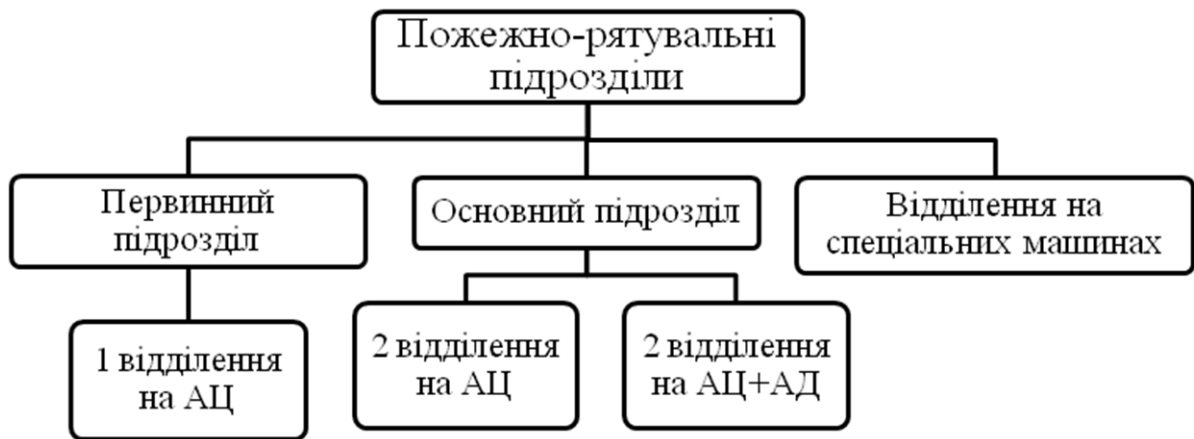 Пожежно-рятувальні
підрозділи
Первинний
підрозділ
Основний підрозділ
Відділення на
спеціальних машинах
1 відділення
на АЦ
2 відділення
на АЦ
2 відділення
на АЦ+АД